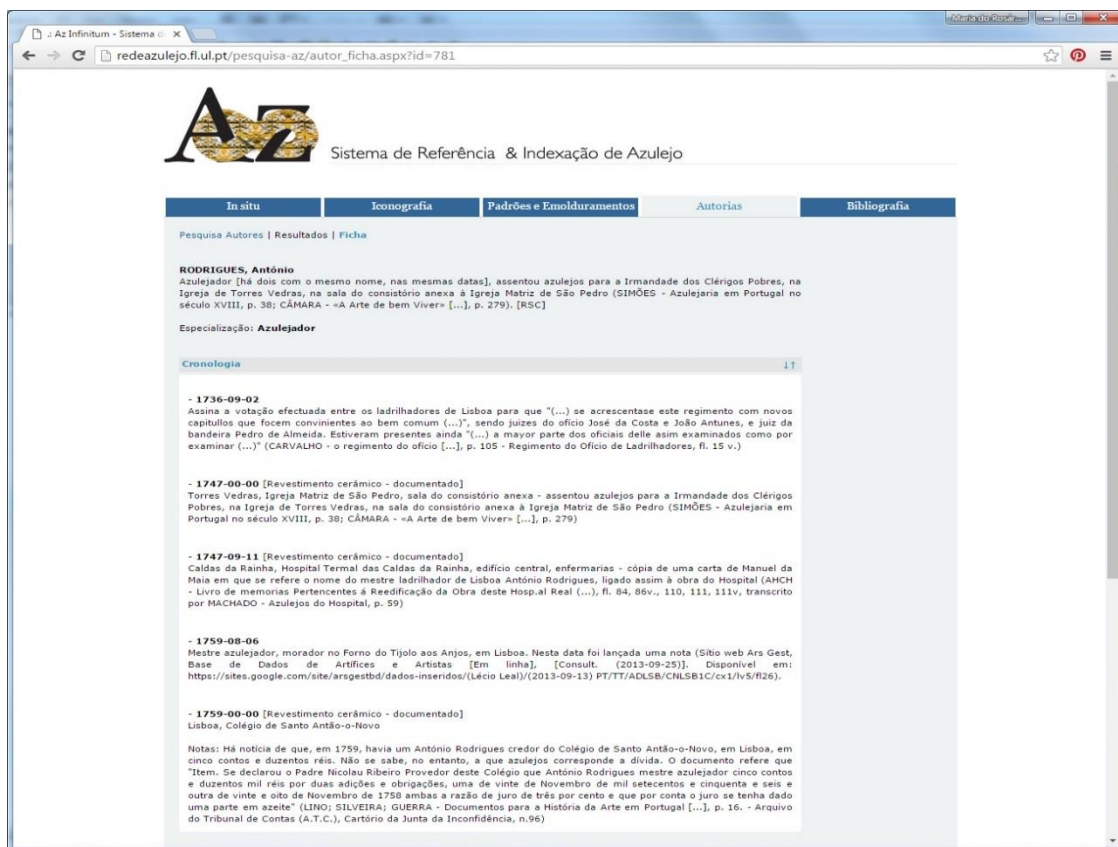 Maria do Rosár...
.: Az Infinitum - Sistema d
redeazulejo.fl.ul.pt/pesquisa-az/autor_ficha.aspx?id=781
Az
Sistema de Referência & Indexação de Azulejo
In situ Iconografia Padrões e Emolduramentos Autorias Bibliografia
Pesquisa Autores | Resultados | Ficha
RODRIGUES, António
Azulejador [há dois com o mesmo nome, nas mesmas datas], assentou azulejos para a Irmandade dos Clérigos Pobres, na
Igreja de Torres Vedras, na sala do consistório anexa à Igreja Matriz de São Pedro (SIMÕES - Azulejaria em Portugal no
século XVIII, p. 38; CÂMARA - «A Arte de bem Viver» [...], p. 279). [RSC]
Especialização: Azulejador
Cronologia ↓↑
- 1736-09-02
Assina a votação efectuada entre os ladrilhadores de Lisboa para que "(...) se acrescentase este regimento com novos
capitullos que focem convinientes ao bem comum (...)", sendo juizes do ofício José da Costa e João Antunes, e juiz da
bandeira Pedro de Almeida. Estiveram presentes ainda "(...) a mayor parte dos oficiais delle asim examinados como por
examinar (...)" (CARVALHO - o regimento do ofício [...], p. 105 - Regimento do Ofício de Ladrilhadores, fl. 15 v.)
- 1747-00-00 [Revestimento cerâmico - documentado]
Torres Vedras, Igreja Matriz de São Pedro, sala do consistório anexa - assentou azulejos para a Irmandade dos Clérigos
Pobres, na Igreja de Torres Vedras, na sala do consistório anexa à Igreja Matriz de São Pedro (SIMÕES - Azulejaria em
Portugal no século XVIII, p. 38; CÂMARA - «A Arte de bem Viver» [...], p. 279)
- 1747-09-11 [Revestimento cerâmico - documentado]
Caldas da Rainha, Hospital Termal das Caldas da Rainha, edifício central, enfermarias - cópia de uma carta de Manuel da
Maia em que se refere o nome do mestre ladrilhador de Lisboa António Rodrigues, ligado assim à obra do Hospital (AHCH
- Livro de memorias Pertencentes á Reedificação da Obra deste Hosp.al Real (...), fl. 84, 86v., 110, 111, 111v, transcrito
por MACHADO - Azulejos do Hospital, p. 59)
- 1759-08-06
Mestre azulejador, morador no Forno do Tijolo aos Anjos, em Lisboa. Nesta data foi lançada uma nota (Sítio web Ars Gest,
Base de Dados de Artífices e Artistas [Em linha], [Consult. (2013-09-25)]. Disponível em:
https://sites.google.com/site/arsgestbd/dados-inseridos/(Lécio Leal)/(2013-09-13) PT/TT/ADLSB/CNLSB1C/cx1/lv5/fl26).
- 1759-00-00 [Revestimento cerâmico - documentado]
Lisboa, Colégio de Santo Antão-o-Novo
Notas: Há notícia de que, em 1759, havia um António Rodrigues credor do Colégio de Santo Antão-o-Novo, em Lisboa, em
cinco contos e duzentos réis. Não se sabe, no entanto, a que azulejos corresponde a dívida. O documento refere que
"Item. Se declarou o Padre Nicolau Ribeiro Provedor deste Colégio que António Rodrigues mestre azulejador cinco contos
e duzentos mil réis por duas adições e obrigações, uma de vinte de Novembro de mil setecentos e cinquenta e seis e
outra de vinte e oito de Novembro de 1758 ambas a razão de juro de três por cento e que por conta o juro se tenha dado
uma parte em azeite" (LINO; SILVEIRA; GUERRA - Documentos para a História da Arte em Portugal [...], p. 16. - Arquivo
do Tribunal de Contas (A.T.C.), Cartório da Junta da Inconfidência, n.96)